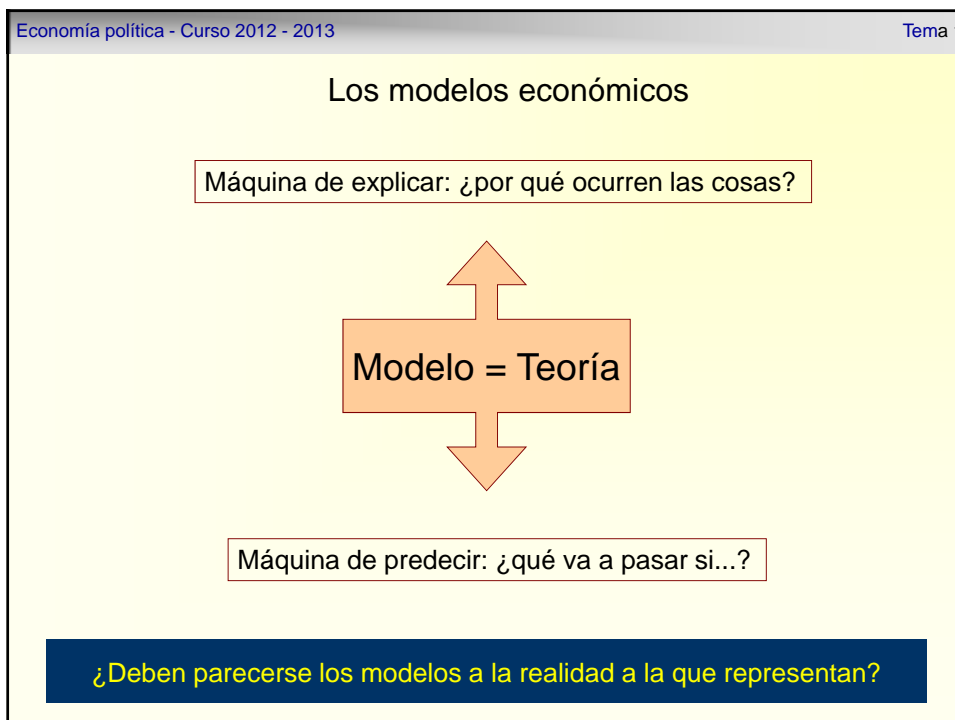 Economía política - Curso 2012 - 2013 Tema
Los modelos económicos
Máquina de explicar: ¿por qué ocurren las cosas?
Modelo = Teoría
Máquina de predecir: ¿qué va a pasar si...?
¿Deben parecerse los modelos a la realidad a la que representan?